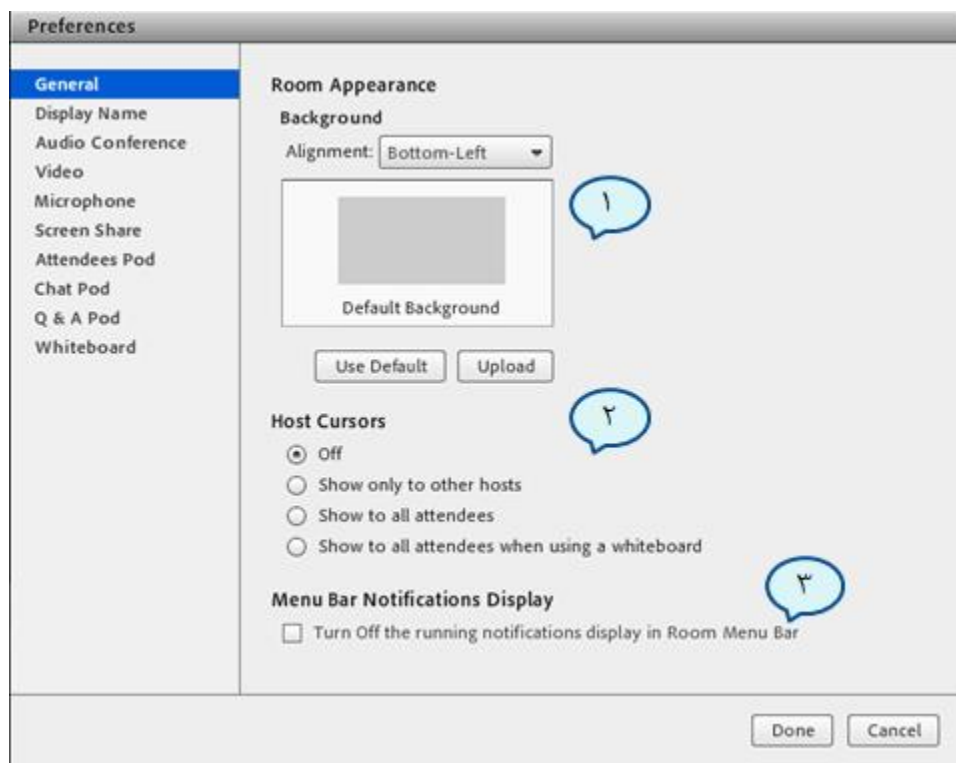 Preferences
General
Display Name
Audio Conference
Video
Microphone
Screen Share
Attendees Pod
Chat Pod
Q & A Pod
Whiteboard
Room Appearance
Background
Alignment: Bottom-Left
۱
Default Background
Use Default Upload
Host Cursors
۲
Off
Show only to other hosts
Show to all attendees
Show to all attendees when using a whiteboard
Menu Bar Notifications Display
۳
Turn Off the running notifications display in Room Menu Bar
Done Cancel